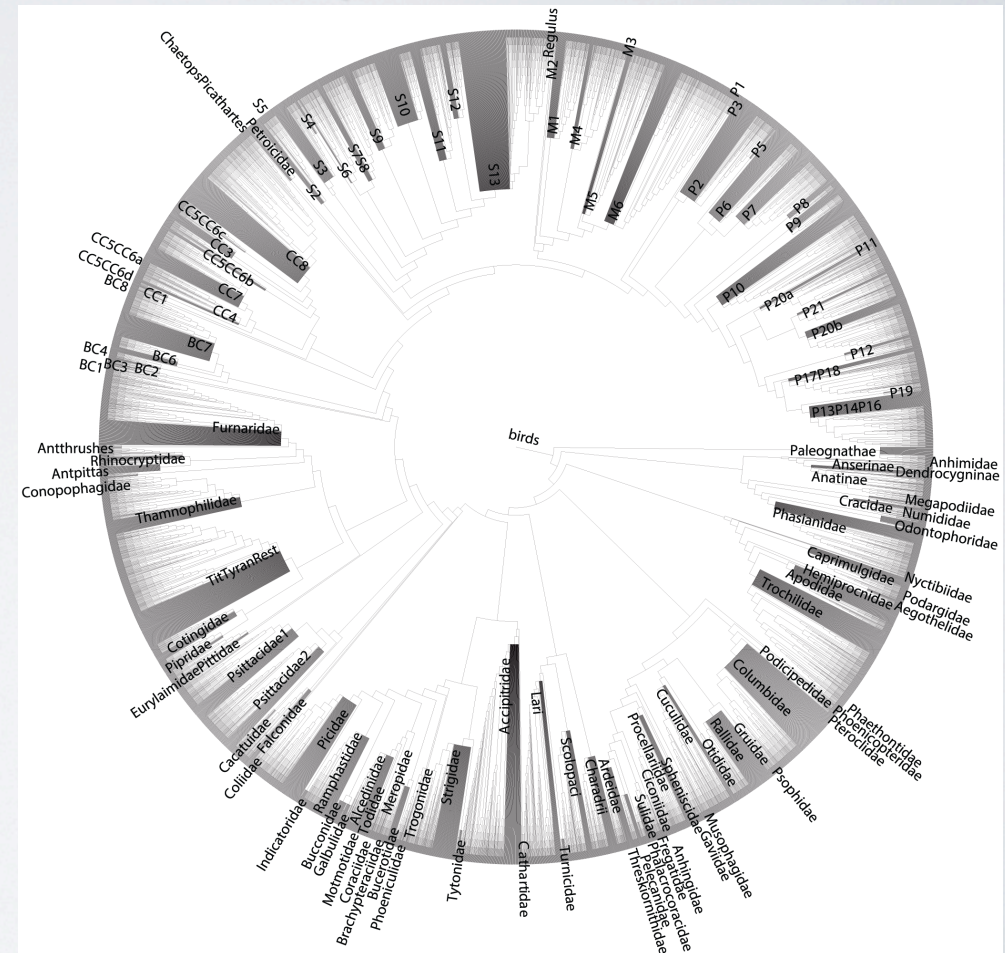 birds
Regulus
M2
M1
M4
M3
M5
M6
P1
P3
P2
P5
P6
P7
P8
P9
P10
P11
P20a
P21
P20b
P12
P17P18
P19
P13P14P16
Paleognathae
Anhimidae
Anserinae
Dendrocygninae
Anatinae
Megapodiidae
Cracidae
Numididae
Odontophoridae
Phasianidae
Caprimulgidae
Nyctibiidae
Hemiprocnidae
Podargidae
Apodidae
Aegothelidae
Trochilidae
Podicipedidae
Phaethontidae
Phoenicopteridae
Pteroclidae
Columbidae
Gruidae
Rallidae
Psophidae
Otididae
Cuculidae
Musophagidae
Gaviidae
Spheniscidae
Procellariidae
Ciconiidae
Anhingidae
Fregatidae
Phalacrocoracidae
Sulidae
Pelecanidae
Threskiornithidae
Ardeidae
Charadrii
Scolopaci
Turnicidae
Lari
Cathartidae
Accipitridae
Tytonidae
Strigidae
Trogonidae
Phoeniculidae
Bucerotidae
Meropidae
Brachypteraciidae
Coraciidae
Todidae
Alcedinidae
Motmotidae
Galbulidae
Bucconidae
Ramphastidae
Indicatoridae
Picidae
Coliidae
Falconidae
Cacatuidae
Psittacidae2
Psittacidae1
EurylaimidaePittidae
Pipridae
Cotingidae
TitTyranRest
Thamnophilidae
Conopophagidae
Antpittas
Rhinocryptidae
Antthrushes
Furnaridae
BC1BC3
BC2
BC4
BC6
BC7
CC4
CC1
BC8
CC7
CC5CC6d
CC5CC6a
CC5CC6b
CC3
CC5CC6c
CC8
Petroicidae
ChaetopsPicathartes
S5
S2
S3
S4
S6
S7S8
S9
S10
S11
S12
S13